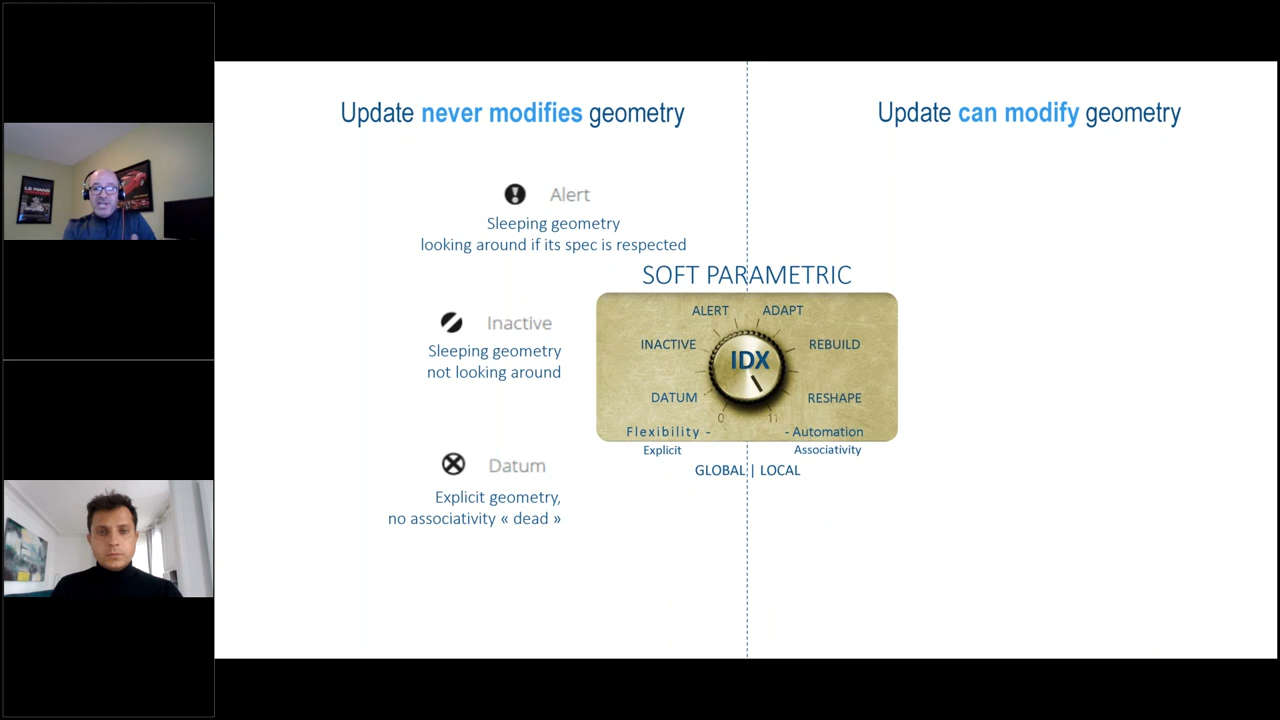 LE MANS
Update never modifies geometry
Update can modify geometry
Alert
Sleeping geometry
looking around if its spec is respected
Inactive
Sleeping geometry
not looking around
Datum
Explicit geometry,
no associativity « dead »
SOFT PARAMETRIC
ALERT
ADAPT
INACTIVE
REBUILD
IDX
DATUM
RESHAPE
0
11
Flexibility -
- Automation
Explicit
Associativity
GLOBAL | LOCAL